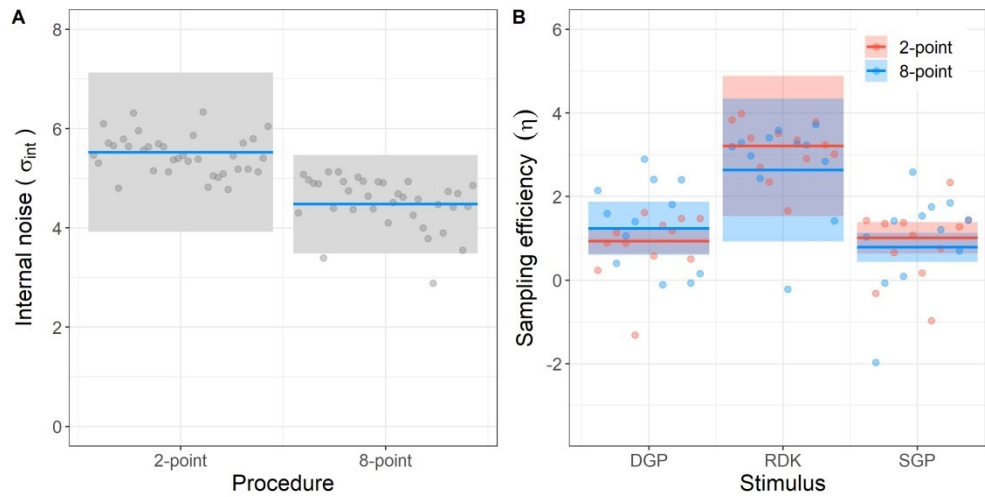 A
Internal noise ( σint )
8
6
4
2
0
2-point
8-point
Procedure
B
Sampling efficiency (η)
6
4
2
0
-2
2-point
8-point
DGP
RDK
SGP
Stimulus